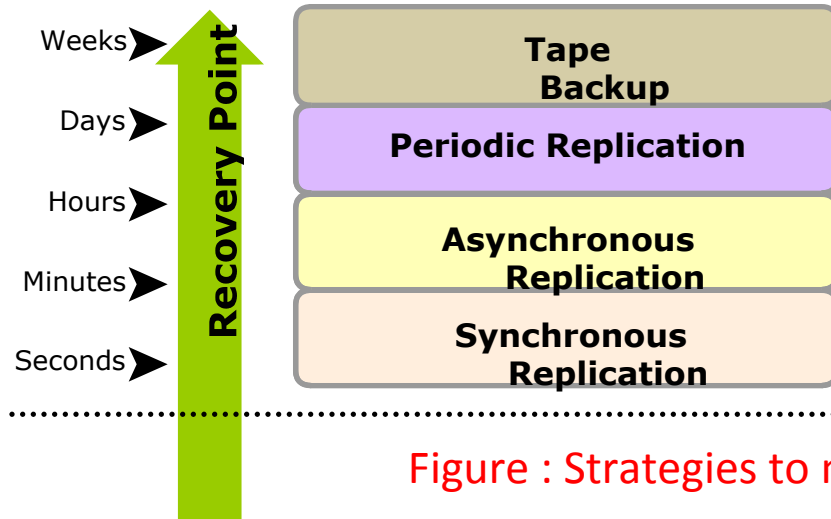 Weeks
Days
Hours
Minutes
Seconds
Recovery Point
Tape
Backup
Periodic Replication
Asynchronous
Replication
Synchronous
Replication
Figure : Strategies to